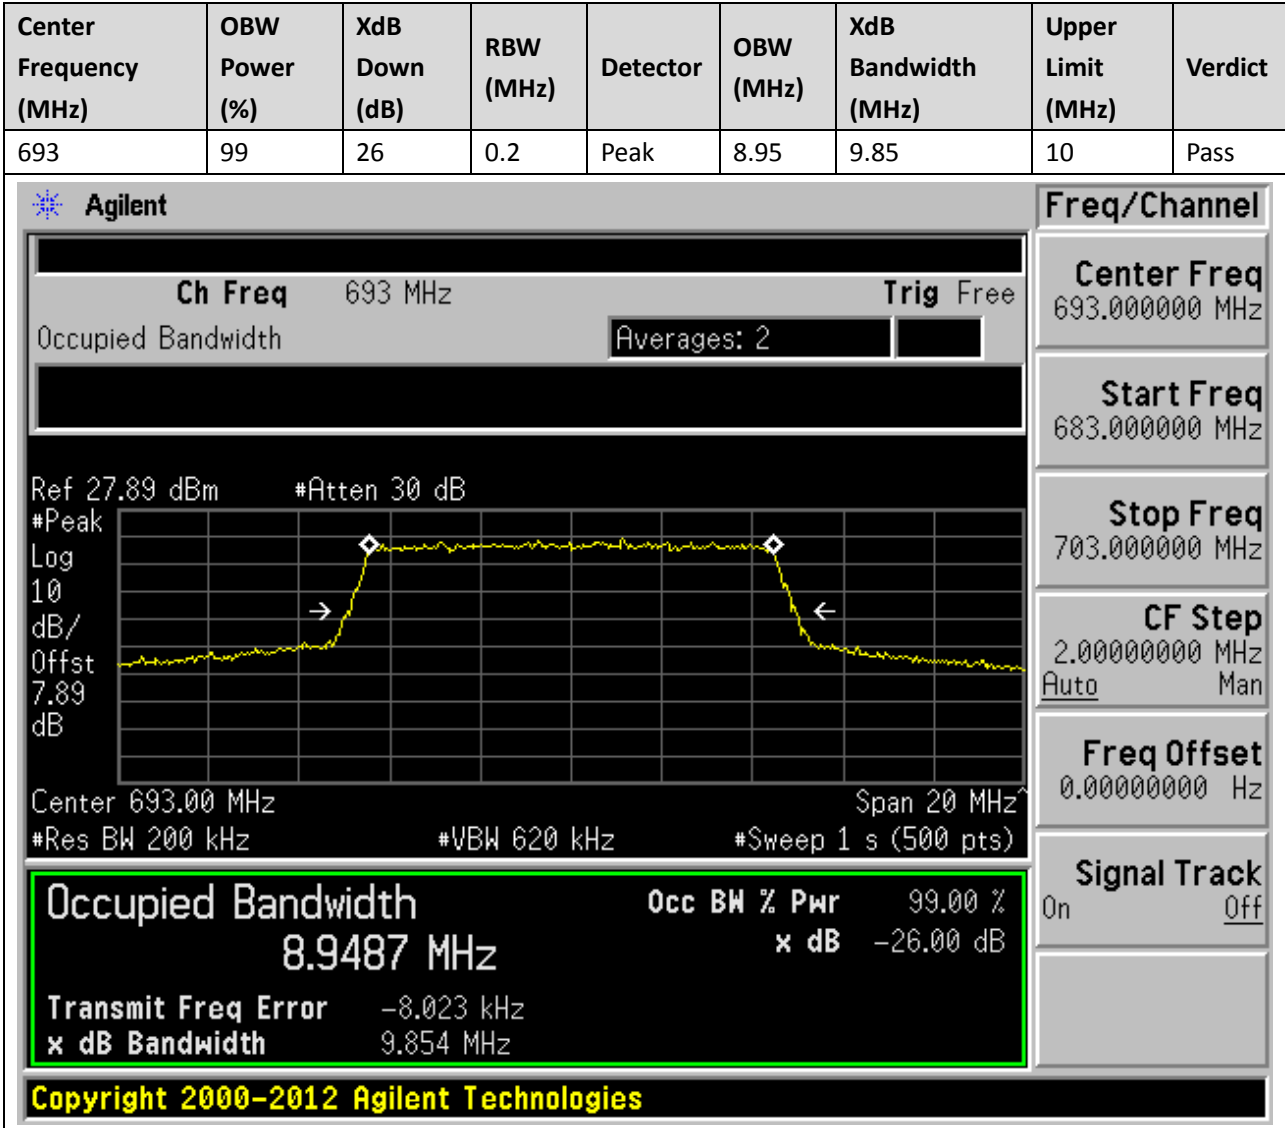 Center Frequency (MHz) OBW Power (%) XdB Down (dB) RBW (MHz) Detector OBW (MHz) XdB Bandwidth (MHz) Upper Limit (MHz) Verdict
693 99 26 0.2 Peak 8.95 9.85 10 Pass
Agilent
Freq/Channel
Ch Freq 693 MHz Trig Free
Occupied Bandwidth Averages: 2
Center Freq
693.000000 MHz
Start Freq
683.000000 MHz
Stop Freq
703.000000 MHz
CF Step
2.00000000 MHz
Auto Man
Freq Offset
0.00000000 Hz
Signal Track
On Off
Ref 27.89 dBm #Atten 30 dB
#Peak
Log
10
dB/
Offst
7.89
dB
Center 693.00 MHz Span 20 MHz^
#Res BW 200 kHz #VBW 620 kHz #Sweep 1 s (500 pts)
Occupied Bandwidth Occ BW % Pwr 99.00 %
8.9487 MHz x dB -26.00 dB
Transmit Freq Error -8.023 kHz
x dB Bandwidth 9.854 MHz
Copyright 2000-2012 Agilent Technologies